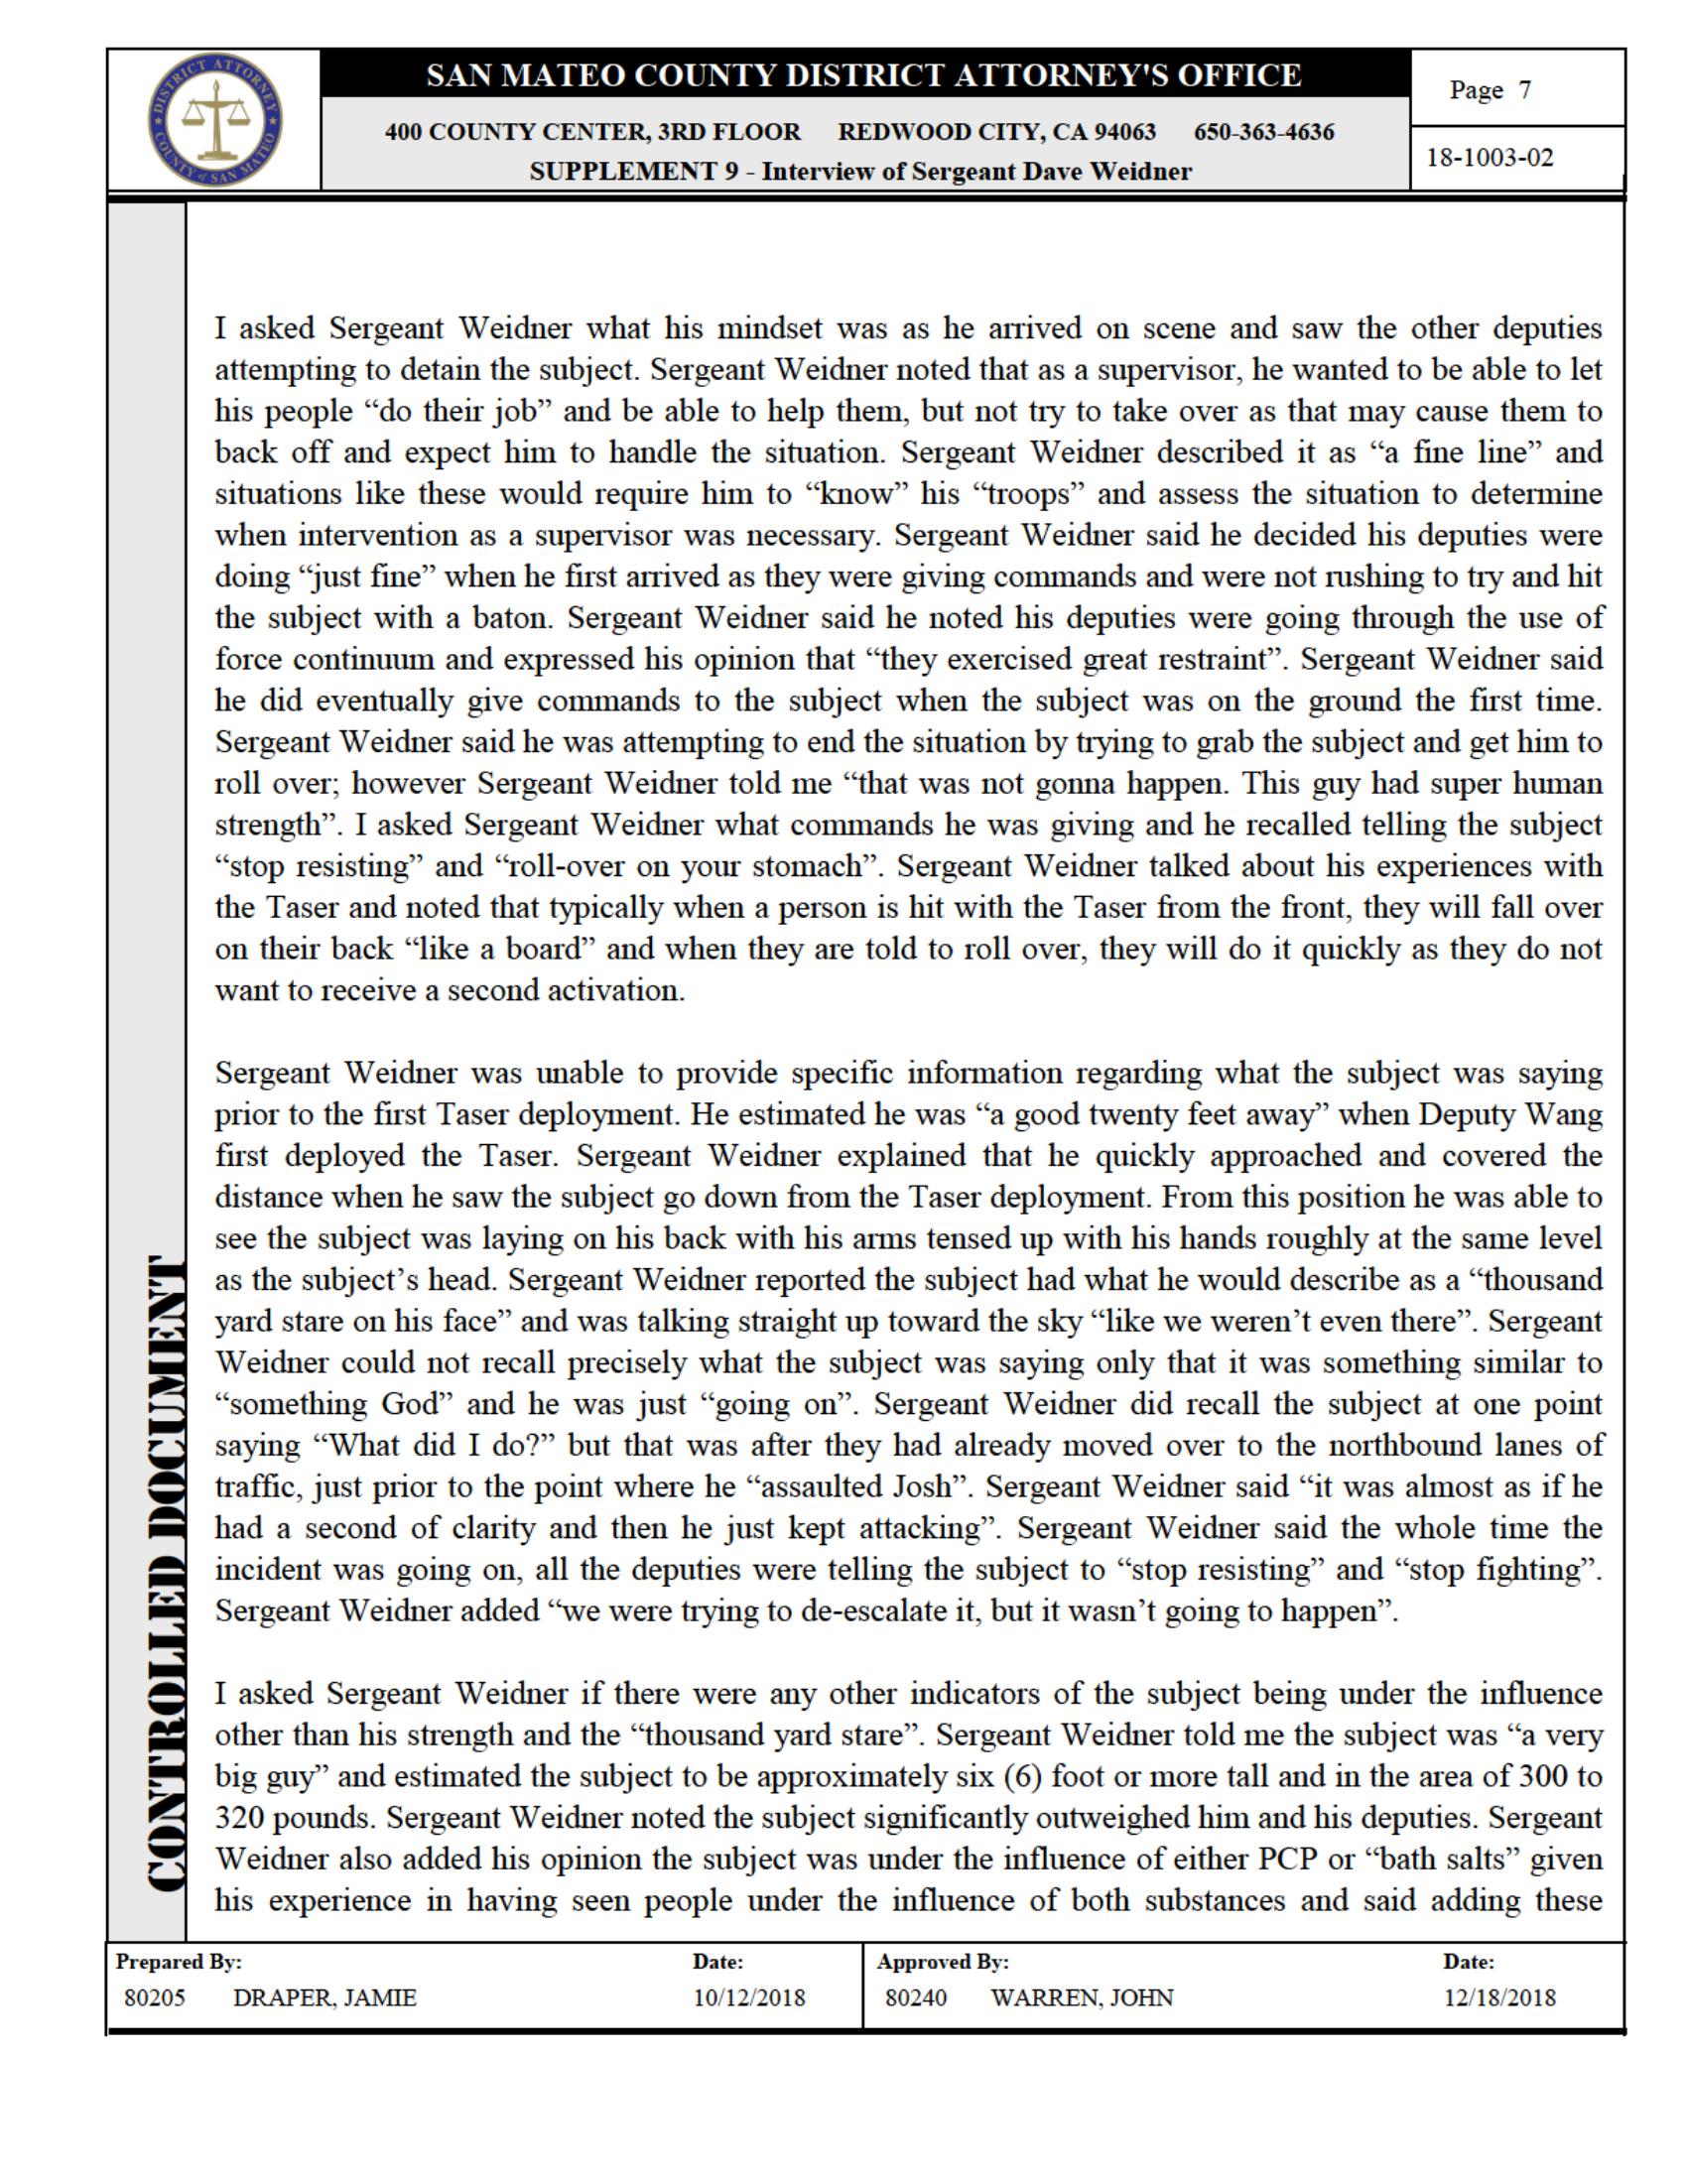 DISTRICT ATTORNEY
COUNTY of SAN MATEO
SAN MATEO COUNTY DISTRICT ATTORNEY'S OFFICE
400 COUNTY CENTER, 3RD FLOOR REDWOOD CITY, CA 94063 650-363-4636
SUPPLEMENT 9 - Interview of Sergeant Dave Weidner
Page 7
18-1003-02
I asked Sergeant Weidner what his mindset was as he arrived on scene and saw the other deputies
attempting to detain the subject. Sergeant Weidner noted that as a supervisor, he wanted to be able to let
his people “do their job” and be able to help them, but not try to take over as that may cause them to
back off and expect him to handle the situation. Sergeant Weidner described it as “a fine line” and
situations like these would require him to “know” his “troops” and assess the situation to determine
when intervention as a supervisor was necessary. Sergeant Weidner said he decided his deputies were
doing “just fine” when he first arrived as they were giving commands and were not rushing to try and hit
the subject with a baton. Sergeant Weidner said he noted his deputies were going through the use of
force continuum and expressed his opinion that “they exercised great restraint”. Sergeant Weidner said
he did eventually give commands to the subject when the subject was on the ground the first time.
Sergeant Weidner said he was attempting to end the situation by trying to grab the subject and get him to
roll over; however Sergeant Weidner told me “that was not gonna happen. This guy had super human
strength”. I asked Sergeant Weidner what commands he was giving and he recalled telling the subject
“stop resisting” and “roll-over on your stomach”. Sergeant Weidner talked about his experiences with
the Taser and noted that typically when a person is hit with the Taser from the front, they will fall over
on their back “like a board” and when they are told to roll over, they will do it quickly as they do not
want to receive a second activation.
Sergeant Weidner was unable to provide specific information regarding what the subject was saying
prior to the first Taser deployment. He estimated he was “a good twenty feet away” when Deputy Wang
first deployed the Taser. Sergeant Weidner explained that he quickly approached and covered the
distance when he saw the subject go down from the Taser deployment. From this position he was able to
see the subject was laying on his back with his arms tensed up with his hands roughly at the same level
as the subject’s head. Sergeant Weidner reported the subject had what he would describe as a “thousand
yard stare on his face” and was talking straight up toward the sky “like we weren’t even there”. Sergeant
Weidner could not recall precisely what the subject was saying only that it was something similar to
“something God” and he was just “going on”. Sergeant Weidner did recall the subject at one point
saying “What did I do?” but that was after they had already moved over to the northbound lanes of
traffic, just prior to the point where he “assaulted Josh”. Sergeant Weidner said “it was almost as if he
had a second of clarity and then he just kept attacking”. Sergeant Weidner said the whole time the
incident was going on, all the deputies were telling the subject to “stop resisting” and “stop fighting”.
Sergeant Weidner added “we were trying to de-escalate it, but it wasn’t going to happen”.
I asked Sergeant Weidner if there were any other indicators of the subject being under the influence
other than his strength and the “thousand yard stare”. Sergeant Weidner told me the subject was “a very
big guy” and estimated the subject to be approximately six (6) foot or more tall and in the area of 300 to
320 pounds. Sergeant Weidner noted the subject significantly outweighed him and his deputies. Sergeant
Weidner also added his opinion the subject was under the influence of either PCP or “bath salts” given
his experience in having seen people under the influence of both substances and said adding these
CONTROLLED DOCUMENT
Prepared By: Date: Approved By: Date:
80205 DRAPER, JAMIE 10/12/2018 80240 WARREN, JOHN 12/18/2018